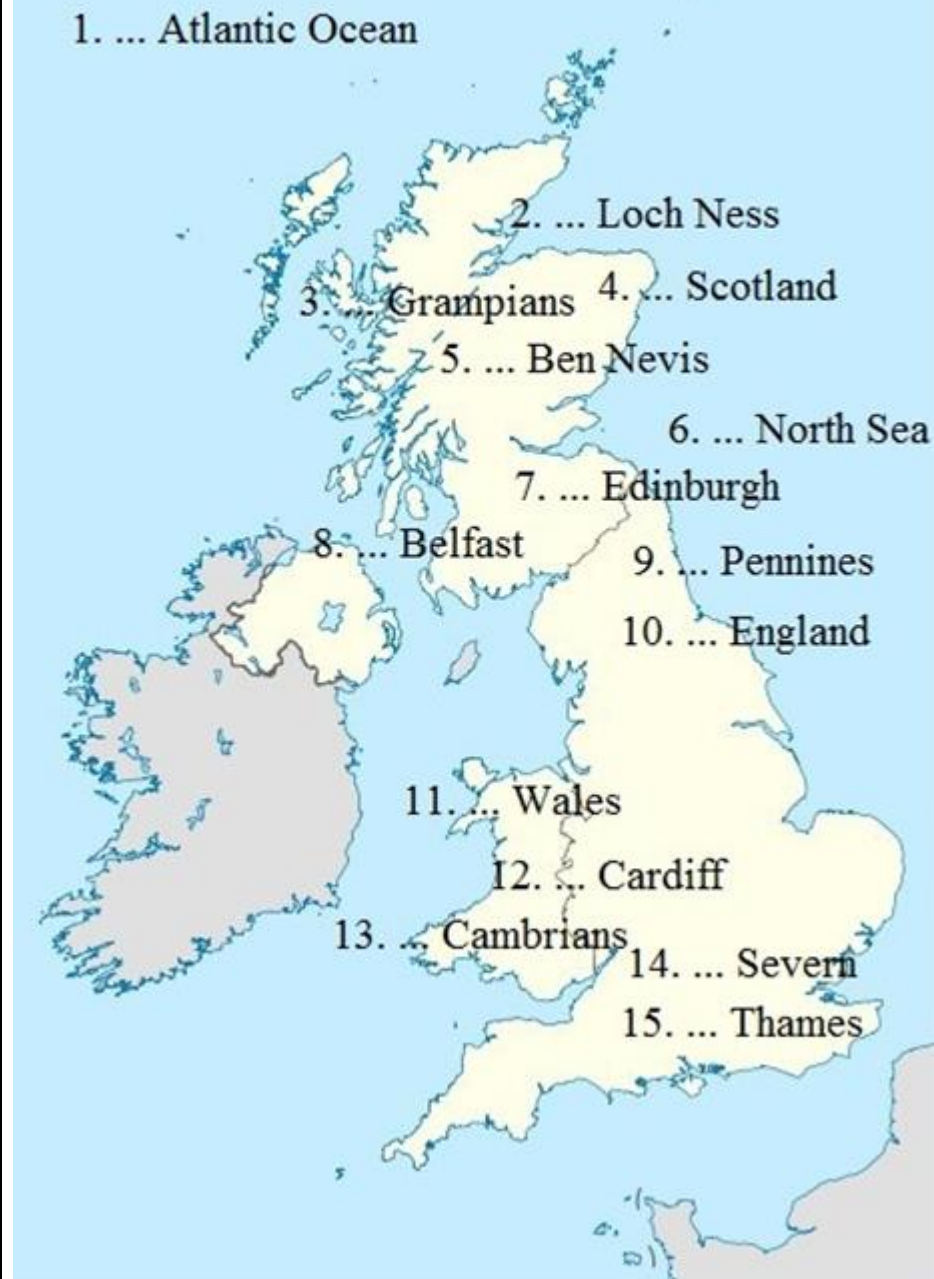 1. ... Atlantic Ocean
2. ... Loch Ness
3. ... Grampians
4. ... Scotland
5. ... Ben Nevis
6. ... North Sea
7. ... Edinburgh
8. ... Belfast
9. ... Pennines
10. ... England
11. ... Wales
12. ... Cardiff
13. ... Cambrians
14. ... Severn
15. ... Thames